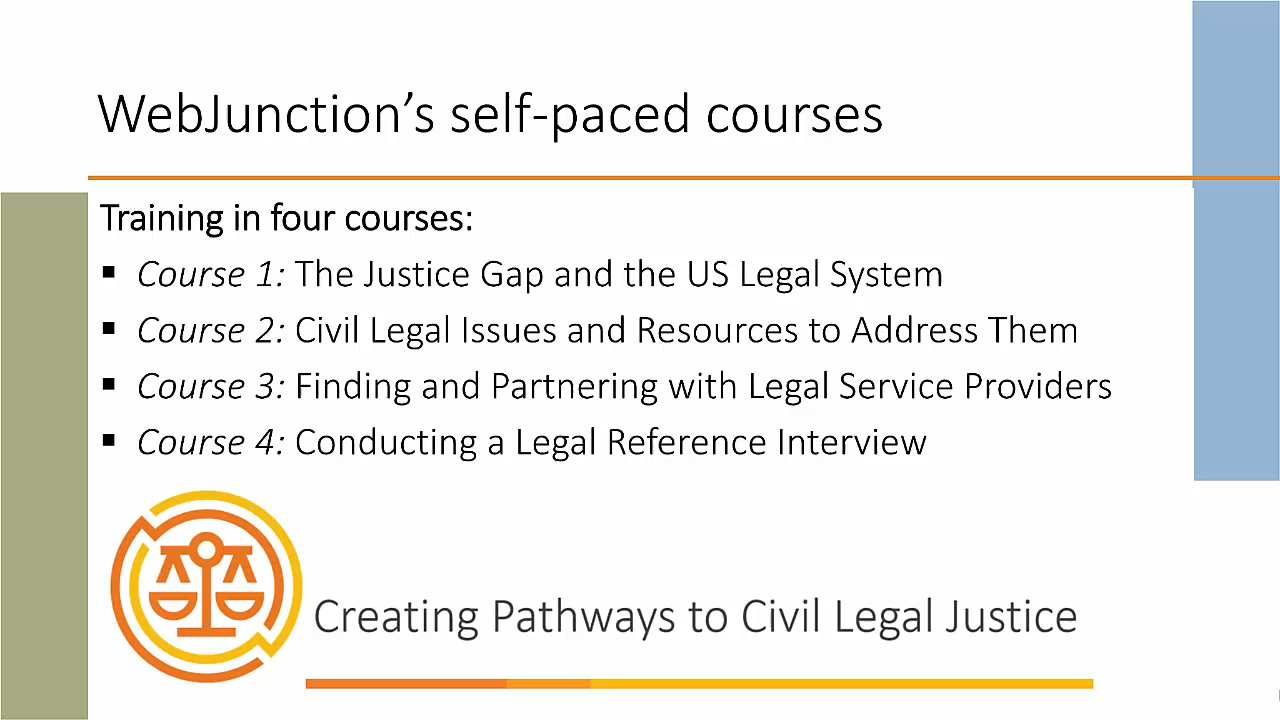 WebJunction’s self-paced courses
Training in four courses:
▪ Course 1: The Justice Gap and the US Legal System
▪ Course 2: Civil Legal Issues and Resources to Address Them
▪ Course 3: Finding and Partnering with Legal Service Providers
▪ Course 4: Conducting a Legal Reference Interview
Creating Pathways to Civil Legal Justice